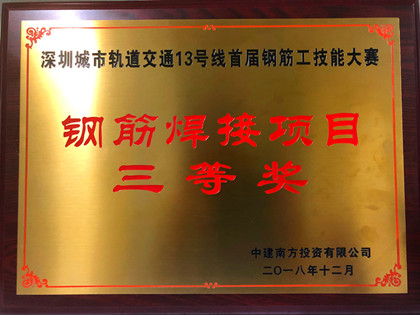 深圳城市轨道交通13号线首届钢筋工技能大赛
钢筋焊接项目
三等奖
中建南方投资有限公司
二〇一八年十二月